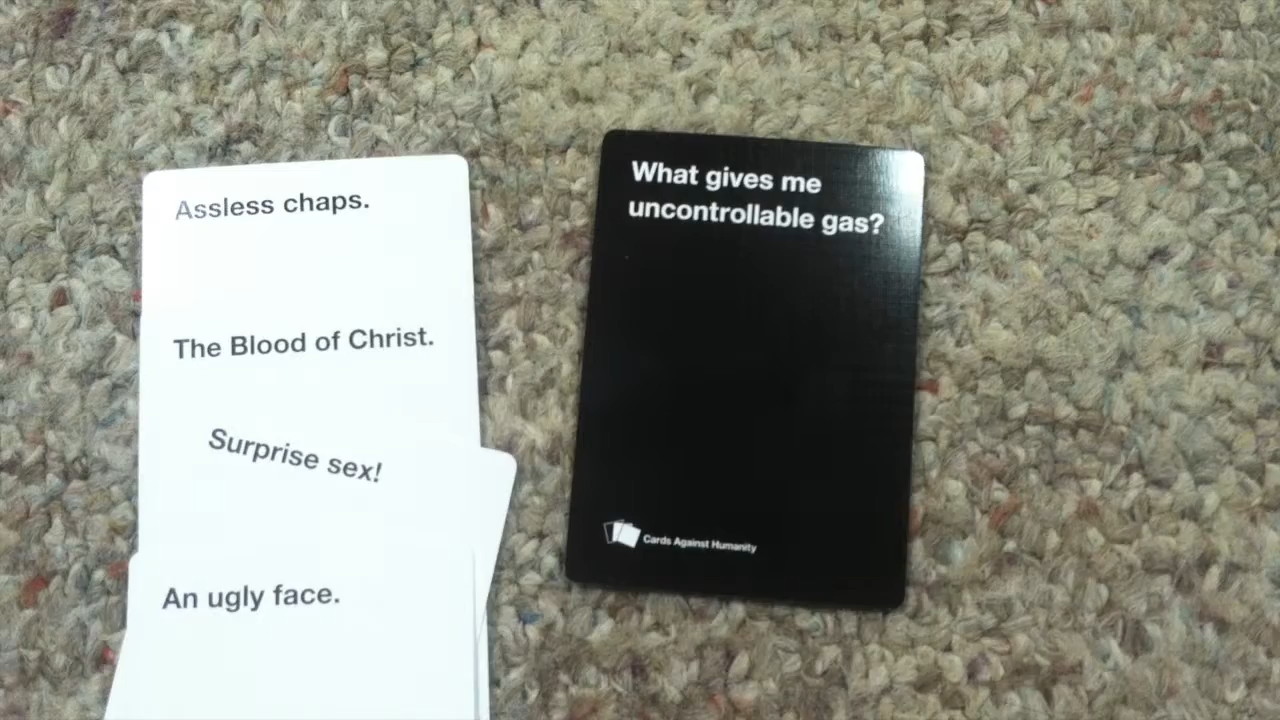 Assless chaps.
The Blood of Christ.
Surprise sex!
An ugly face.
What gives me
uncontrollable gas?
Cards Against Humanity